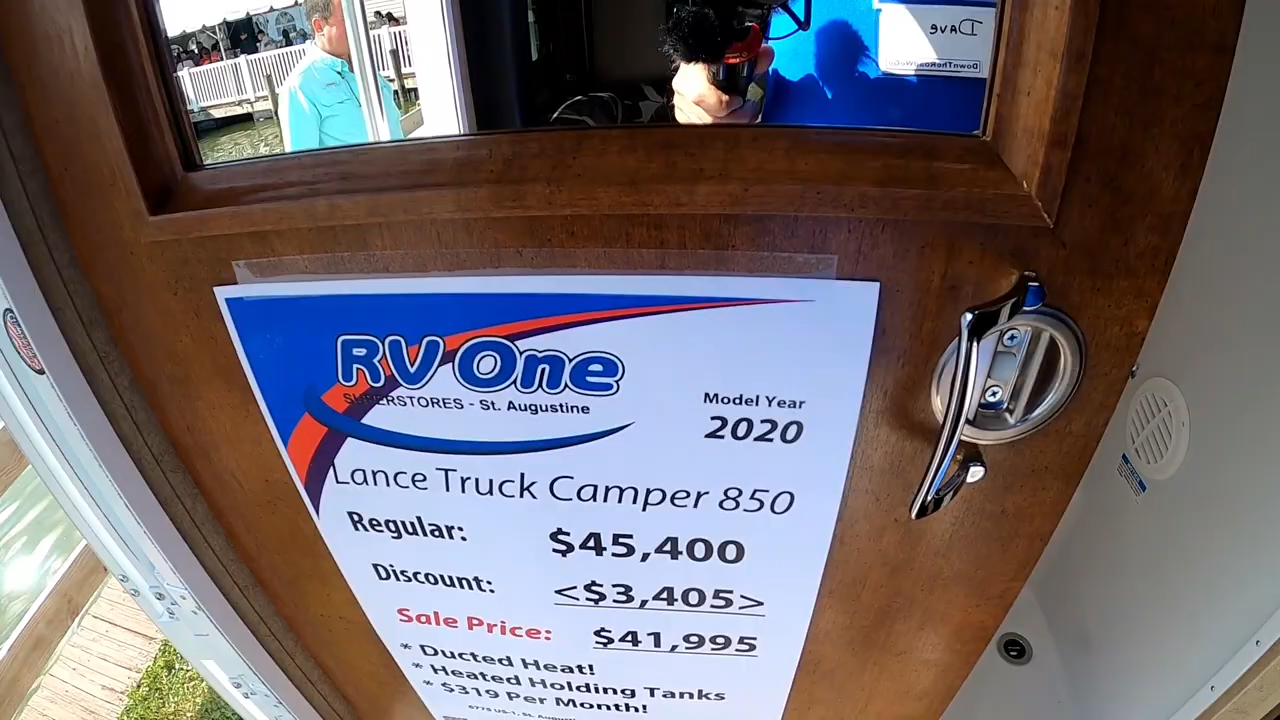 Dave
DownTheRoadWeGo
RV One
SUPERSTORES - St. Augustine
Model Year
2020
Lance Truck Camper 850
Regular: $45,400
Discount: <$3,405>
Sale Price: $41,995
* Ducted Heat!
* Heated Holding Tanks
* $319 Per Month!